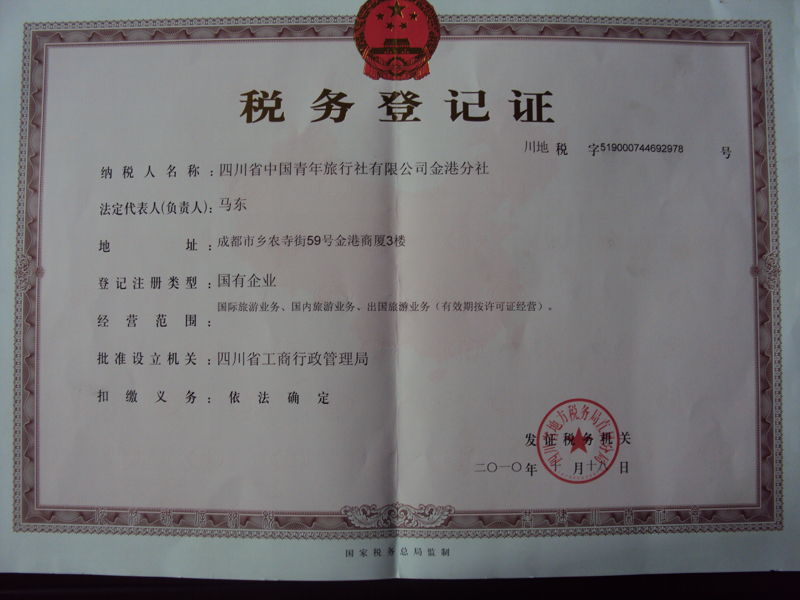 税务登记证
川地 税 字519000744692978 号
纳税人名称：四川省中国青年旅行社有限公司金港分社
法定代表人(负责人)：马东
地 址：成都市乡农寺街59号金港商厦3楼
登记注册类型：国有企业
经营范围：国际旅游业务、国内旅游业务、出国旅游业务（有效期按许可证经营）。
批准设立机关：四川省工商行政管理局
扣缴义务：依法确定
发证税务机关
二〇一〇年十一月十八日
国家税务总局监制